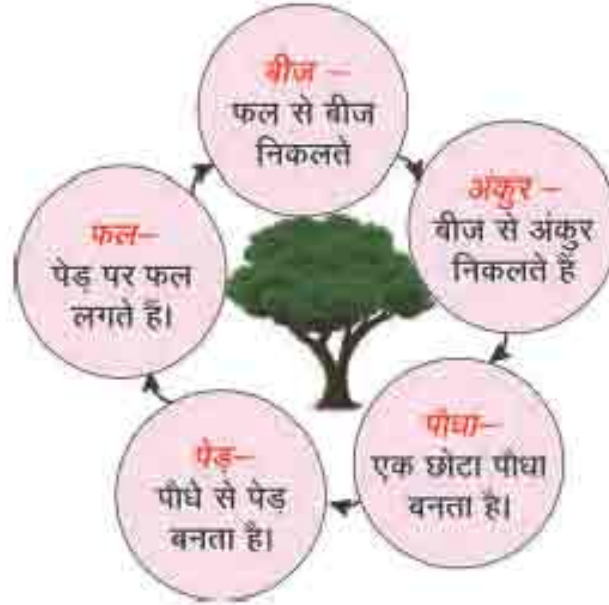 बीज –
फल से बीज
निकलते
अंकुर –
बीज से अंकुर
निकलते हैं
पौधा–
एक छोटा पौधा
बनता है।
पेड़–
पौधे से पेड़
बनता है।
फल–
पेड़ पर फल
लगते हैं।